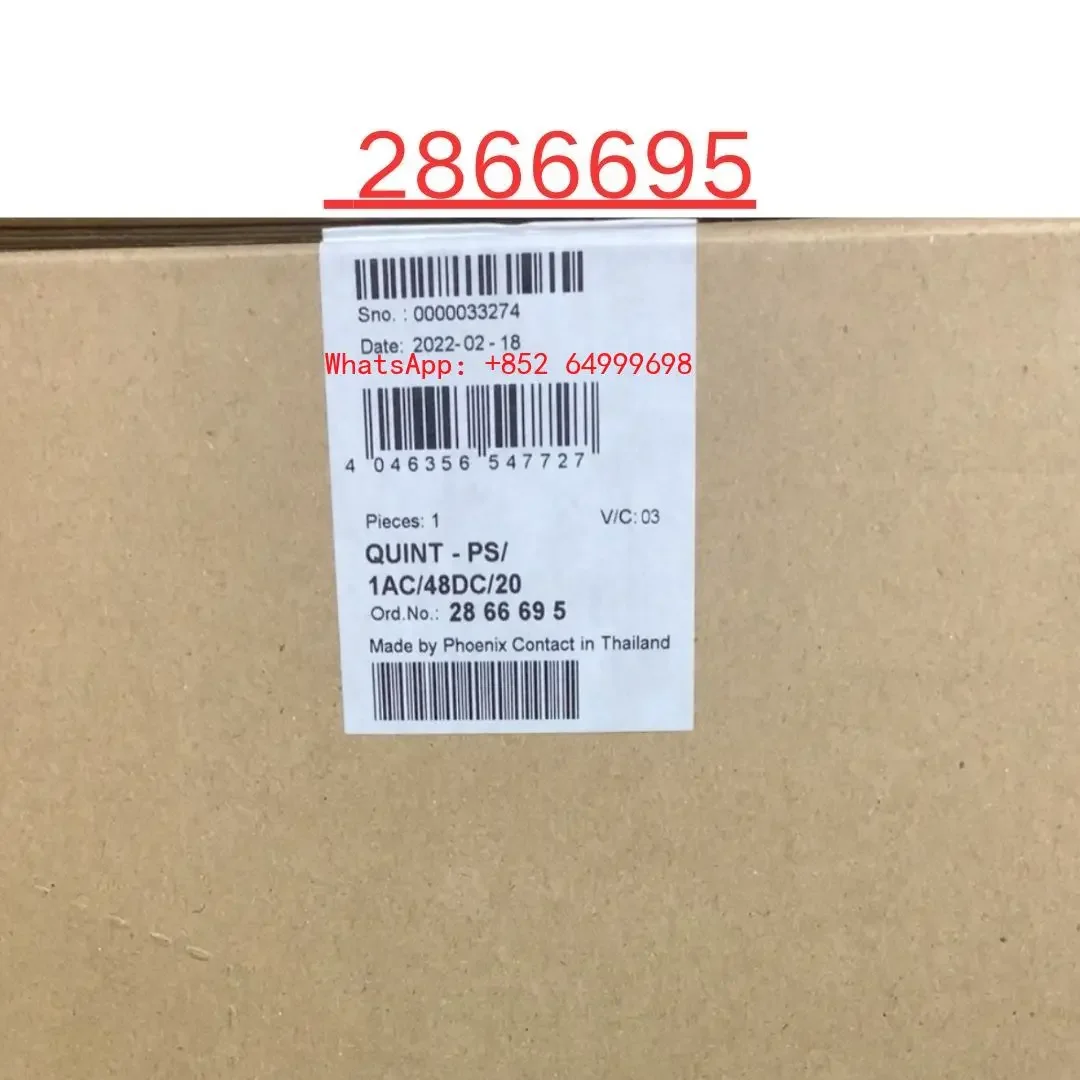 2866695
Sno. : 0000033274
Date: 2022-02-18
WhatsApp: +852 64999698
4 046356 547727
Pieces: 1 V/C: 03
QUINT - PS/
1AC/48DC/20
Ord.No.: 28 66 69 5
Made by Phoenix Contact in Thailand